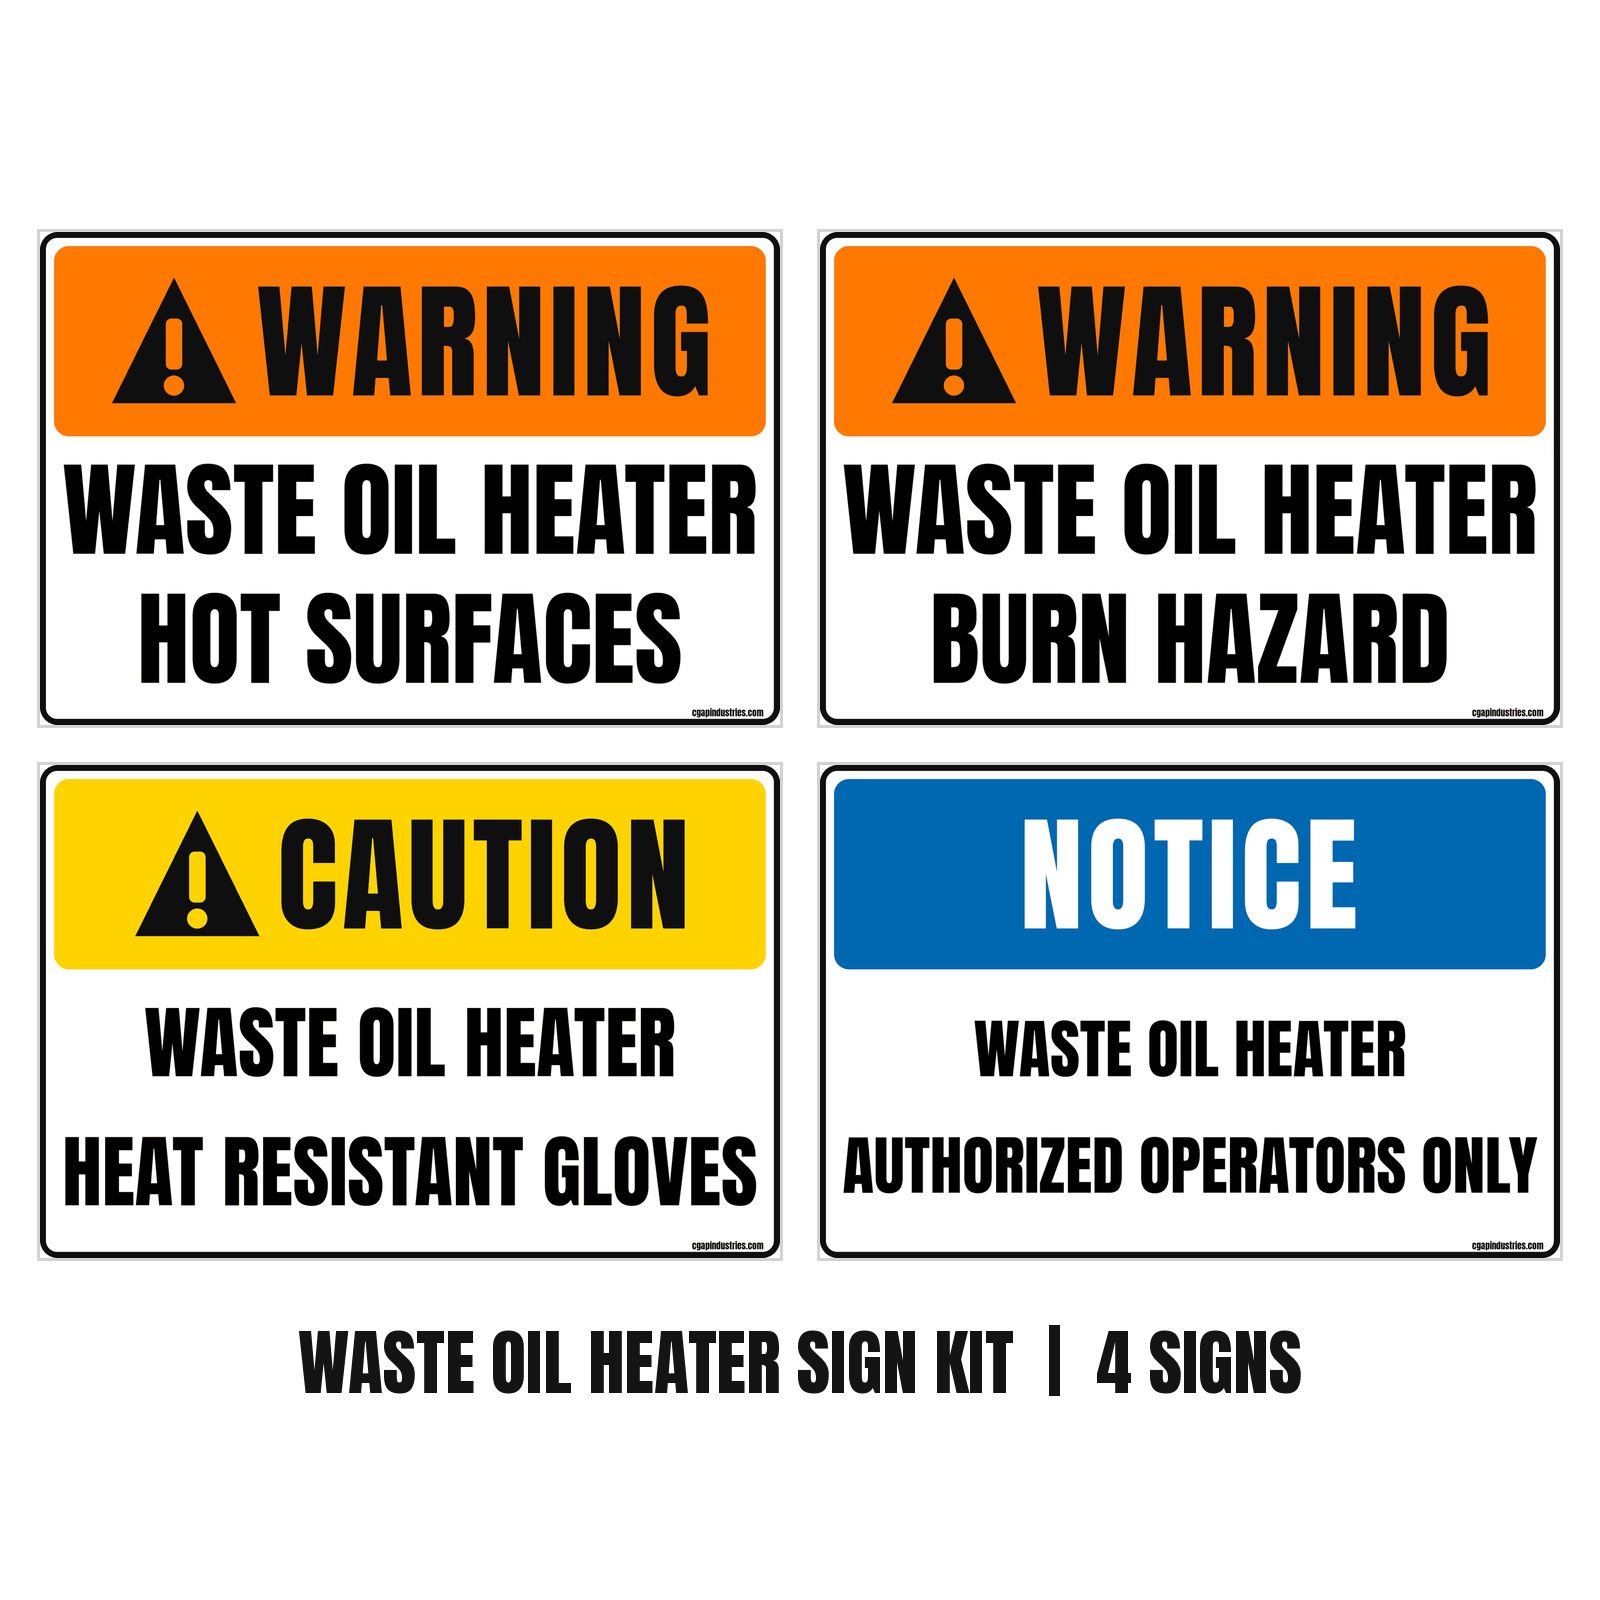 WARNING
WASTE OIL HEATER
HOT SURFACES
cgapindustries.com
WARNING
WASTE OIL HEATER
BURN HAZARD
cgapindustries.com
CAUTION
WASTE OIL HEATER
HEAT RESISTANT GLOVES
cgapindustries.com
NOTICE
WASTE OIL HEATER
AUTHORIZED OPERATORS ONLY
cgapindustries.com
WASTE OIL HEATER SIGN KIT | 4 SIGNS